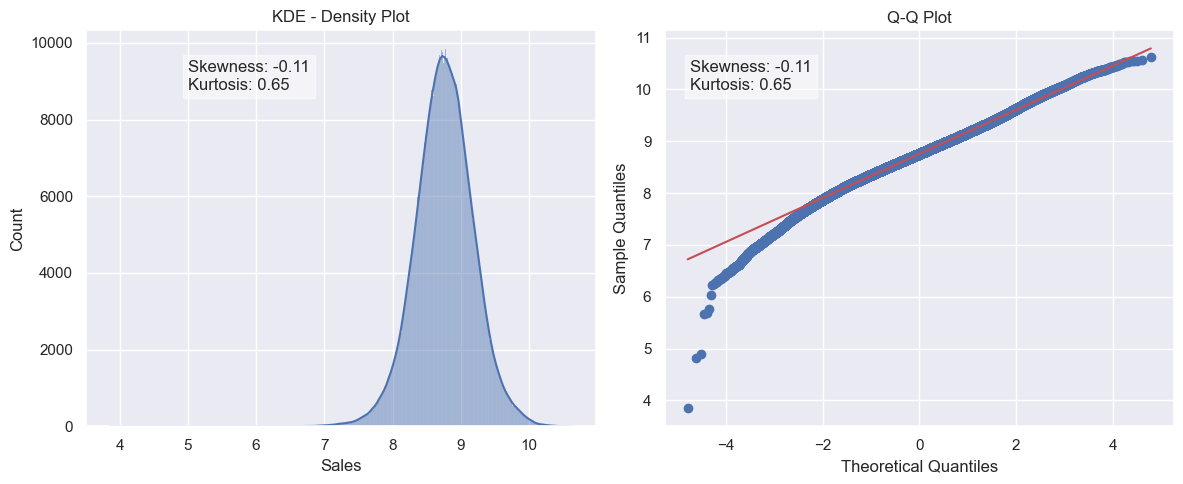 KDE - Density Plot
Skewness: -0.11
Kurtosis: 0.65
10000
8000
6000
4000
2000
0
Count
4 5 6 7 8 9 10
Sales
Q-Q Plot
Skewness: -0.11
Kurtosis: 0.65
11
10
9
8
7
6
5
4
Sample Quantiles
−4 −2 0 2 4
Theoretical Quantiles